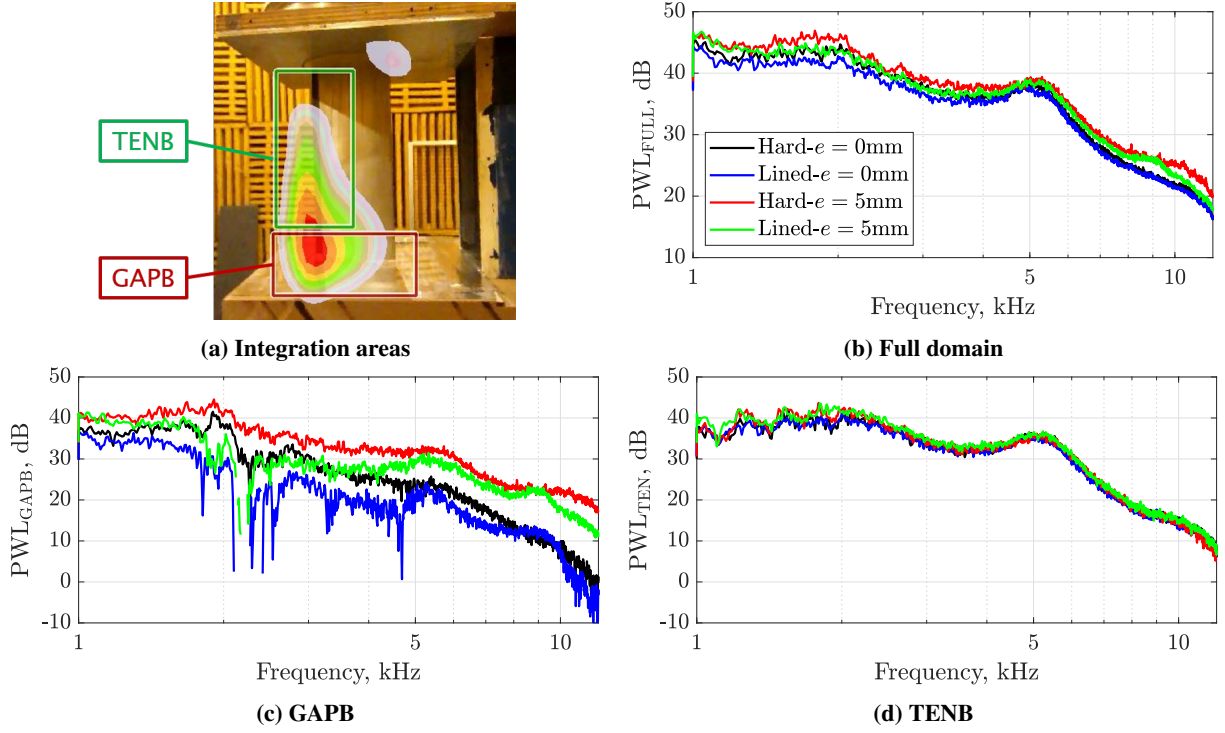 TENB
GAPB
(a) Integration areas
50
40
30
20
10
PWL_FULL, dB
Hard-e = 0mm
Lined-e = 0mm
Hard-e = 5mm
Lined-e = 5mm
1
5
10
Frequency, kHz
(b) Full domain
50
40
30
20
10
0
-10
PWL_GAPB, dB
1
5
10
Frequency, kHz
(c) GAPB
50
40
30
20
10
0
-10
PWL_TEN, dB
1
5
10
Frequency, kHz
(d) TENB